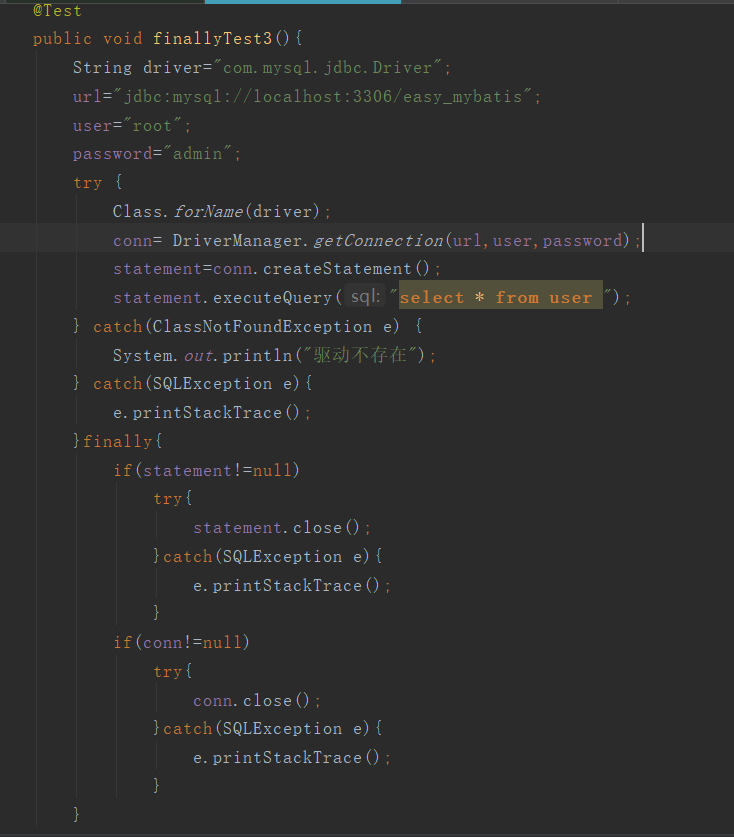 @Test
public void finallyTest3(){
String driver="com.mysql.jdbc.Driver";
url="jdbc:mysql://localhost:3306/easy_mybatis";
user="root";
password="admin";
try {
Class.forName(driver);
conn= DriverManager.getConnection(url,user,password);
statement=conn.createStatement();
statement.executeQuery( sql: "select * from user ");
} catch(ClassNotFoundException e) {
System.out.println("驱动不存在");
} catch(SQLException e){
e.printStackTrace();
}finally{
if(statement!=null)
try{
statement.close();
}catch(SQLException e){
e.printStackTrace();
}
if(conn!=null)
try{
conn.close();
}catch(SQLException e){
e.printStackTrace();
}
}